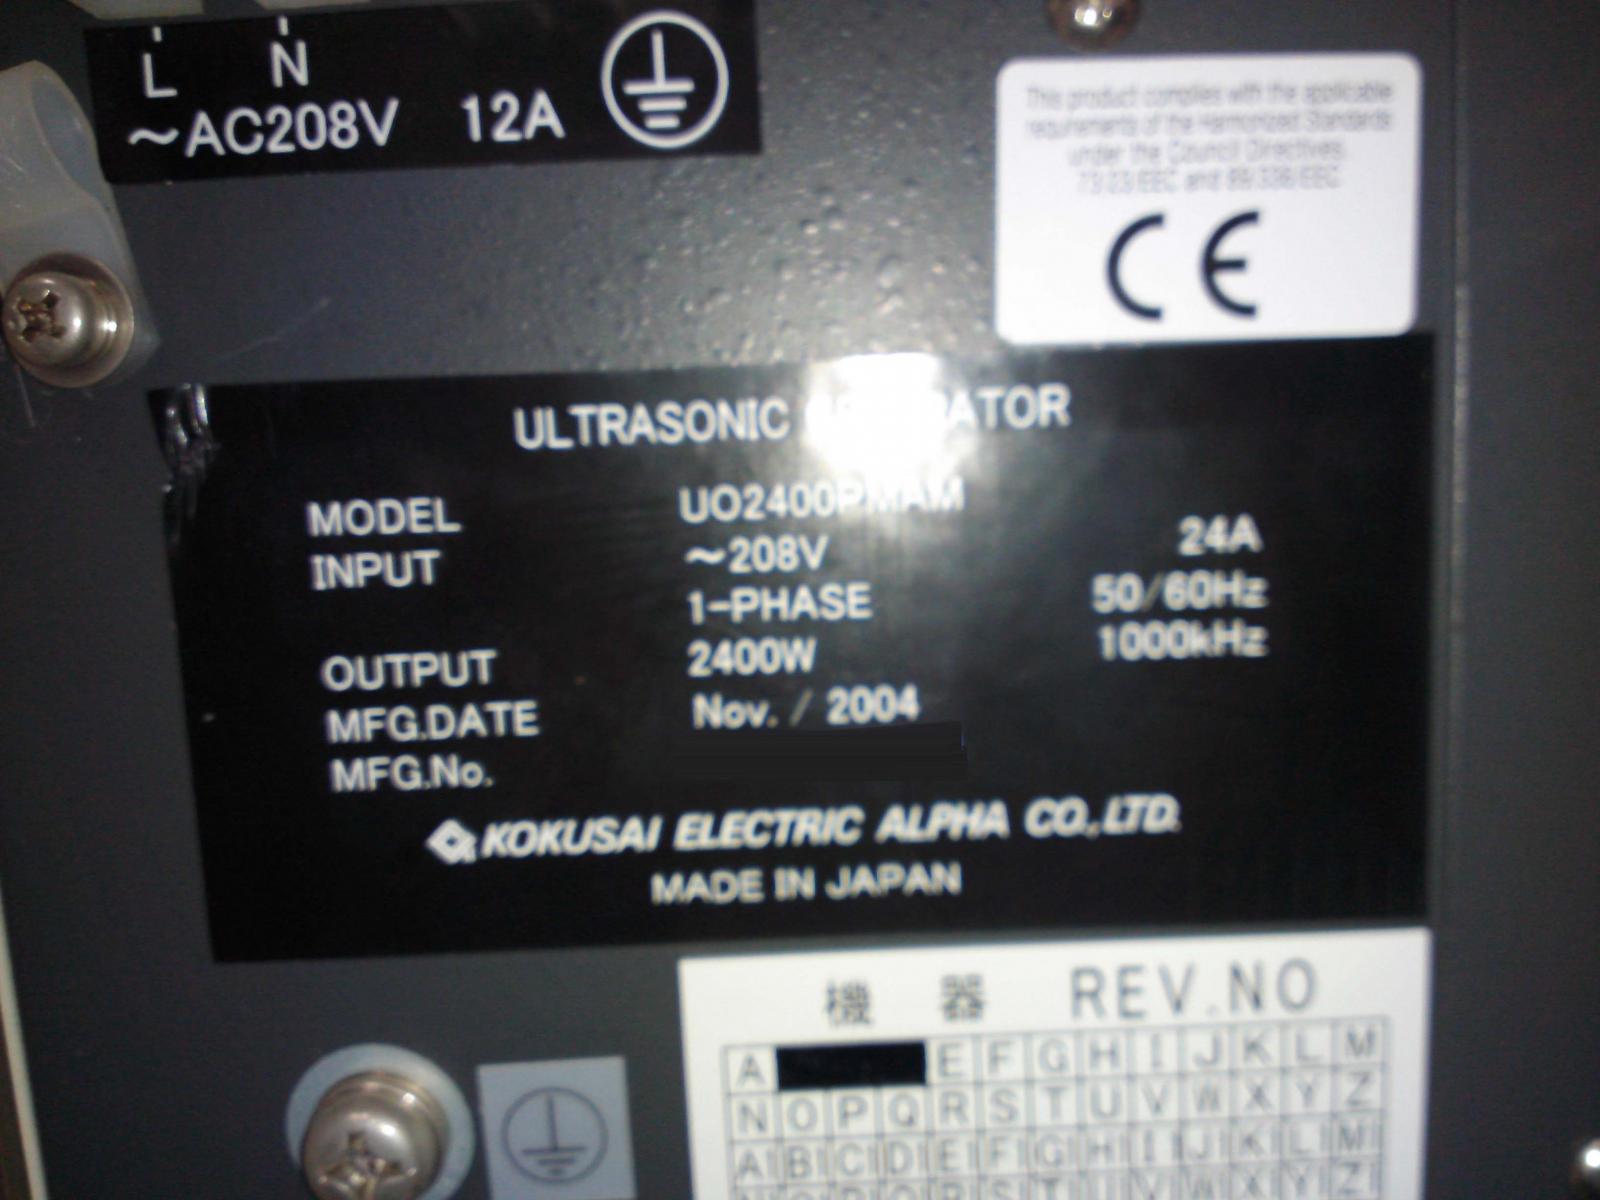 L N
~AC208V 12A
This product complies with the applicable
requirements of the Harmonized Standards
under the Council Directives.
73/23/EEC and 89/336/EEC
CE
ULTRASONIC
MODEL UO2400PMAM
INPUT ~208V 24A
1-PHASE 50/60Hz
OUTPUT 2400W 1000kHz
MFG.DATE Nov. / 2004
MFG.No.
KOKUSAI ELECTRIC ALPHA CO.,LTD.
MADE IN JAPAN
機 器 REV.NO
A E F G H I J K L M
N O P Q R S T U V W X Y Z
A B C D E F G H I J K L M
N O P Q R S T U V W X Y Z